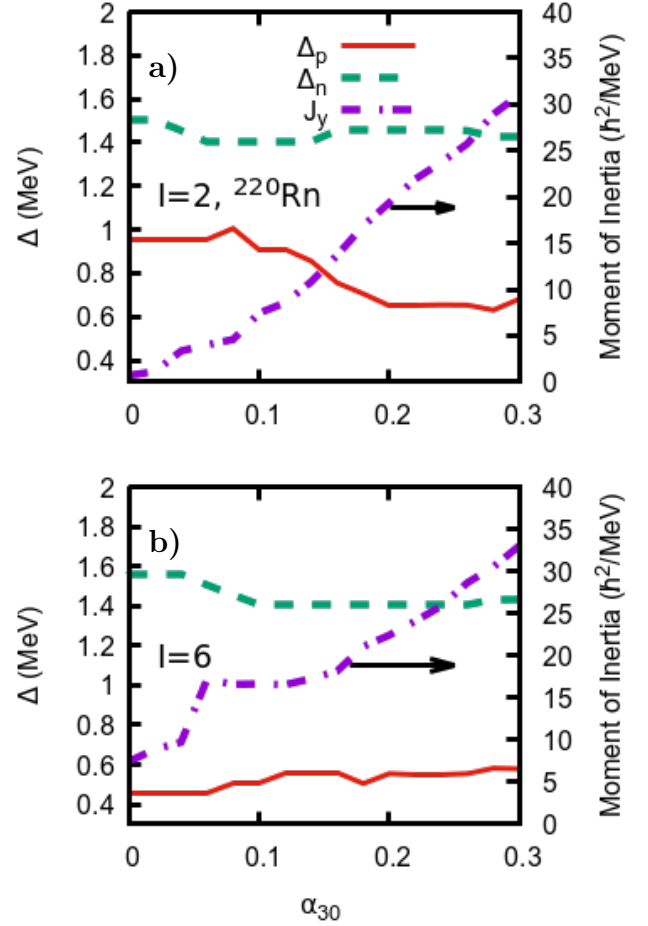 2
1.8
1.6
1.4
1.2
1
0.8
0.6
0.4
Δ (MeV)
a)
Δp
Δn
Jy
I=2, ²²⁰Rn
40
35
30
25
20
15
10
5
0
Moment of Inertia (ħ²/MeV)
0 0.1 0.2 0.3
2
1.8
1.6
1.4
1.2
1
0.8
0.6
0.4
Δ (MeV)
b)
I=6
40
35
30
25
20
15
10
5
0
Moment of Inertia (ħ²/MeV)
0 0.1 0.2 0.3
α₃₀